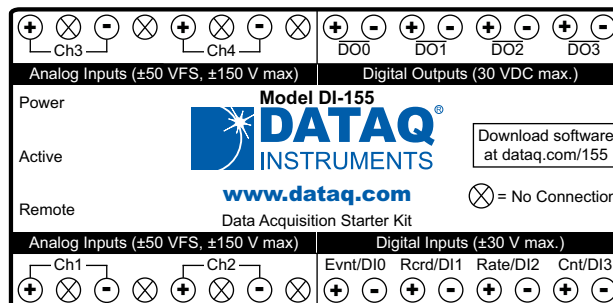 + - + - + - + - + - + -
Ch3 Ch4 DO0 DO1 DO2 DO3
Analog Inputs (±50 VFS, ±150 V max) Digital Outputs (30 VDC max.)
Power
Model DI-155
DATAQ®
INSTRUMENTS
Download software
at dataq.com/155
Active
www.dataq.com
= No Connection
Remote
Data Acquisition Starter Kit
Analog Inputs (±50 VFS, ±150 V max) Digital Inputs (±30 V max.)
Ch1 Ch2 Evnt/DI0 Rcrd/DI1 Rate/DI2 Cnt/DI3
+ - + - + - + - + - + -